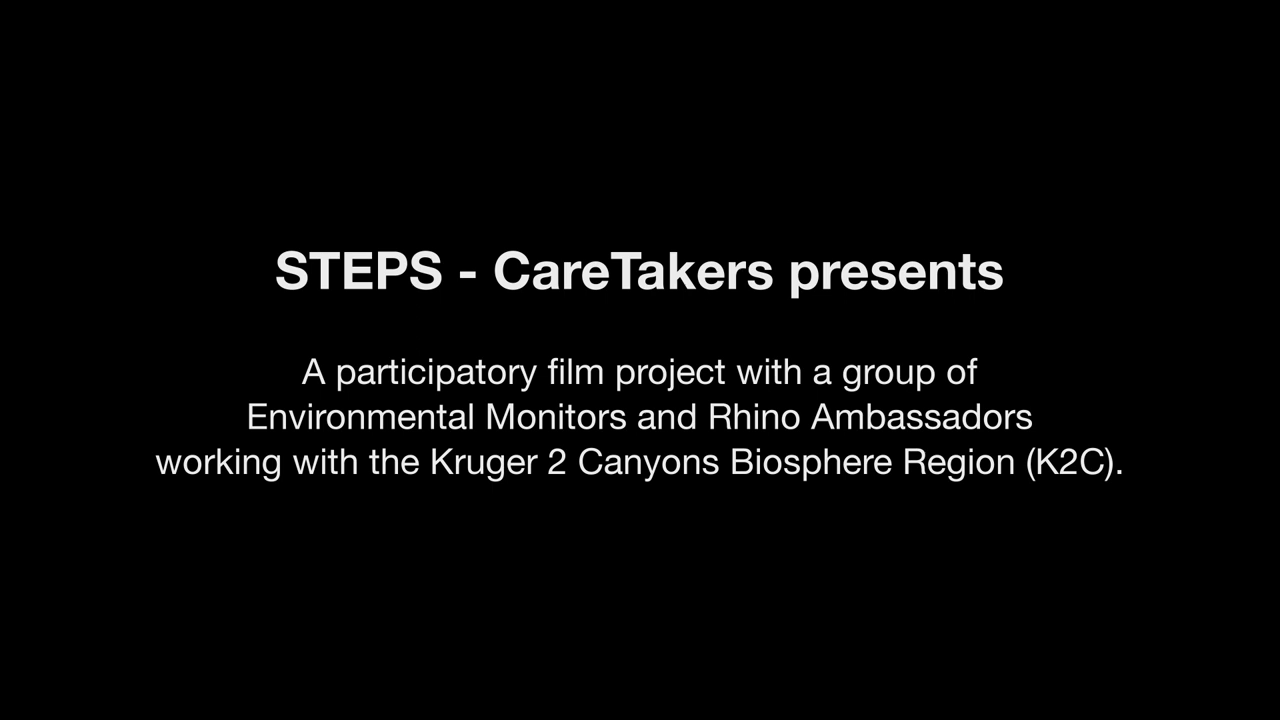 STEPS - CareTakers presents
A participatory film project with a group of
Environmental Monitors and Rhino Ambassadors
working with the Kruger 2 Canyons Biosphere Region (K2C).